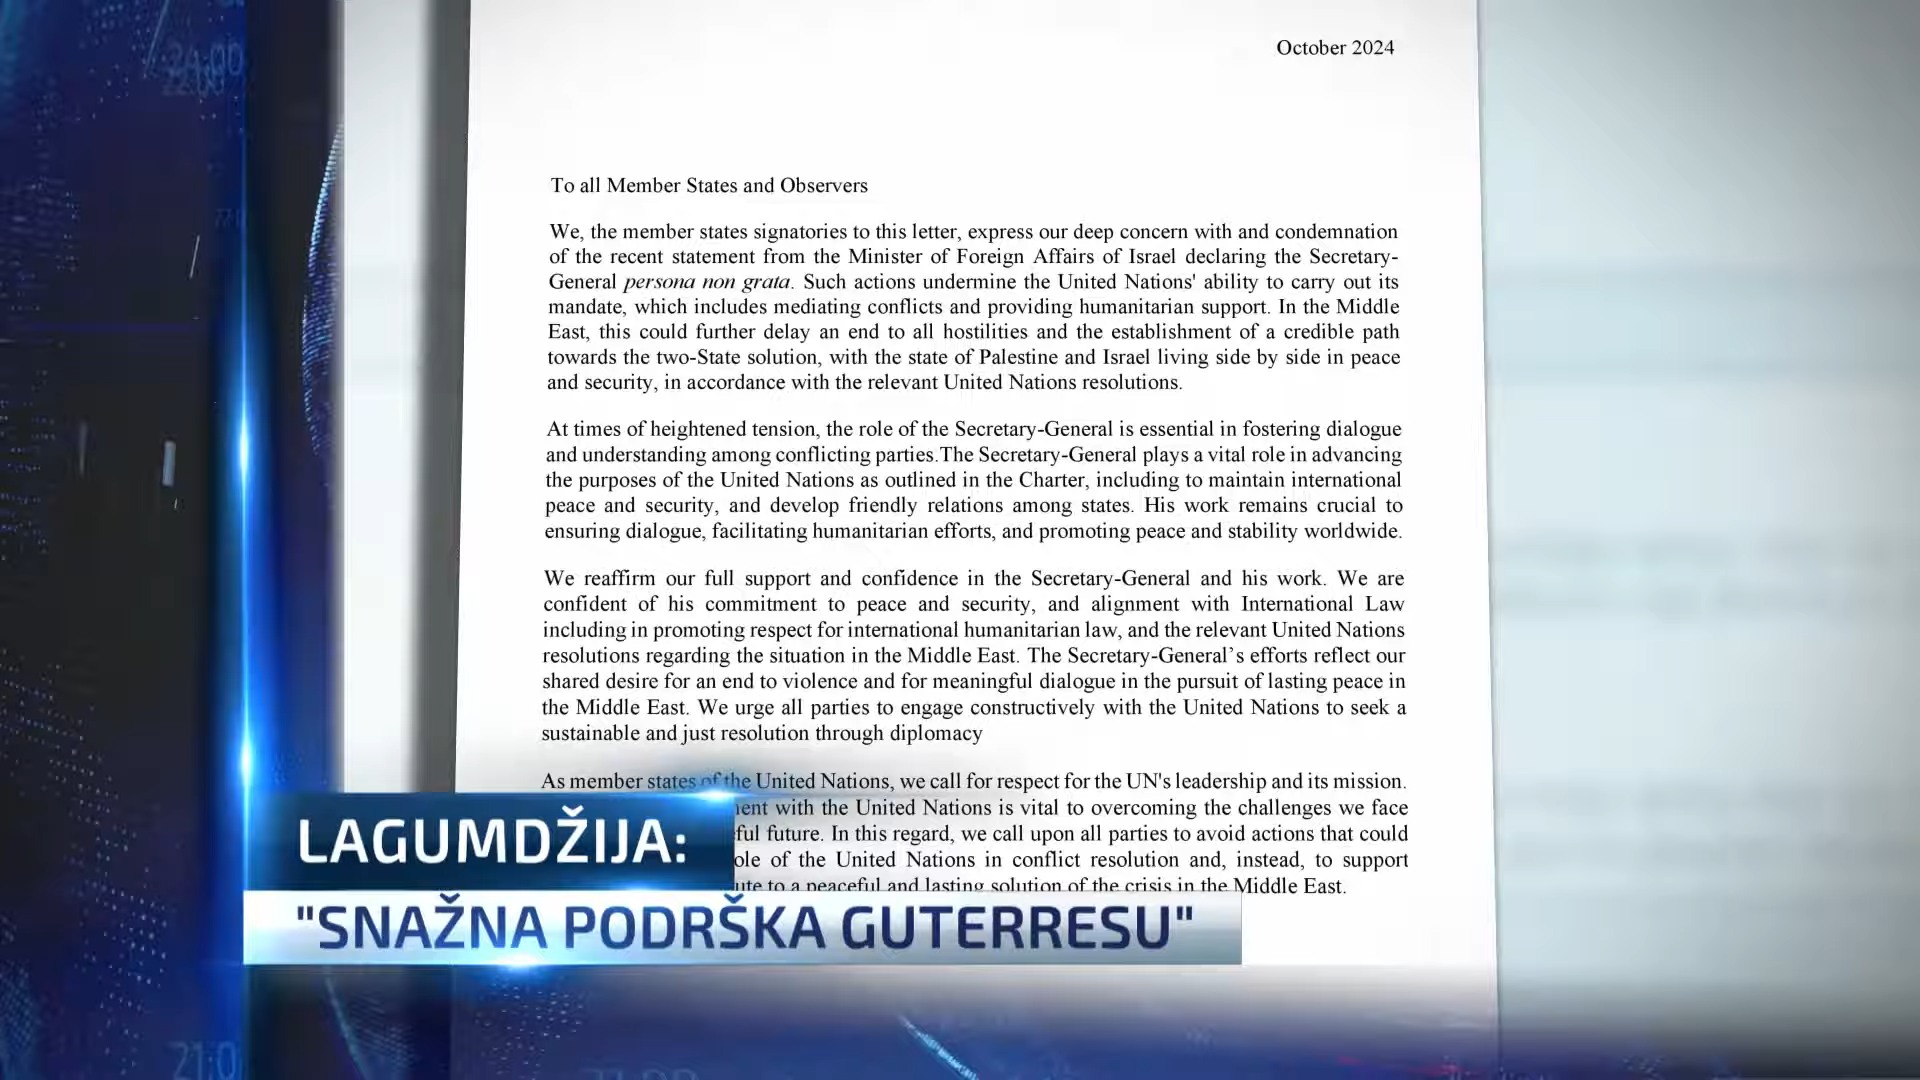 October 2024
To all Member States and Observers
We, the member states signatories to this letter, express our deep concern with and condemnation
of the recent statement from the Minister of Foreign Affairs of Israel declaring the Secretary-
General persona non grata. Such actions undermine the United Nations' ability to carry out its
mandate, which includes mediating conflicts and providing humanitarian support. In the Middle
East, this could further delay an end to all hostilities and the establishment of a credible path
towards the two-State solution, with the state of Palestine and Israel living side by side in peace
and security, in accordance with the relevant United Nations resolutions.
At times of heightened tension, the role of the Secretary-General is essential in fostering dialogue
and understanding among conflicting parties.The Secretary-General plays a vital role in advancing
the purposes of the United Nations as outlined in the Charter, including to maintain international
peace and security, and develop friendly relations among states. His work remains crucial to
ensuring dialogue, facilitating humanitarian efforts, and promoting peace and stability worldwide.
We reaffirm our full support and confidence in the Secretary-General and his work. We are
confident of his commitment to peace and security, and alignment with International Law
including in promoting respect for international humanitarian law, and the relevant United Nations
resolutions regarding the situation in the Middle East. The Secretary-General’s efforts reflect our
shared desire for an end to violence and for meaningful dialogue in the pursuit of lasting peace in
the Middle East. We urge all parties to engage constructively with the United Nations to seek a
sustainable and just resolution through diplomacy
As member states of the United Nations, we call for respect for the UN's leadership and its mission.
with the United Nations is vital to overcoming the challenges we face
future. In this regard, we call upon all parties to avoid actions that could
of the United Nations in conflict resolution and, instead, to support
to a peaceful and lasting solution of the crisis in the Middle East.
LAGUMDŽIJA:
"SNAŽNA PODRŠKA GUTERRESU"
24:00
22:00
21:0